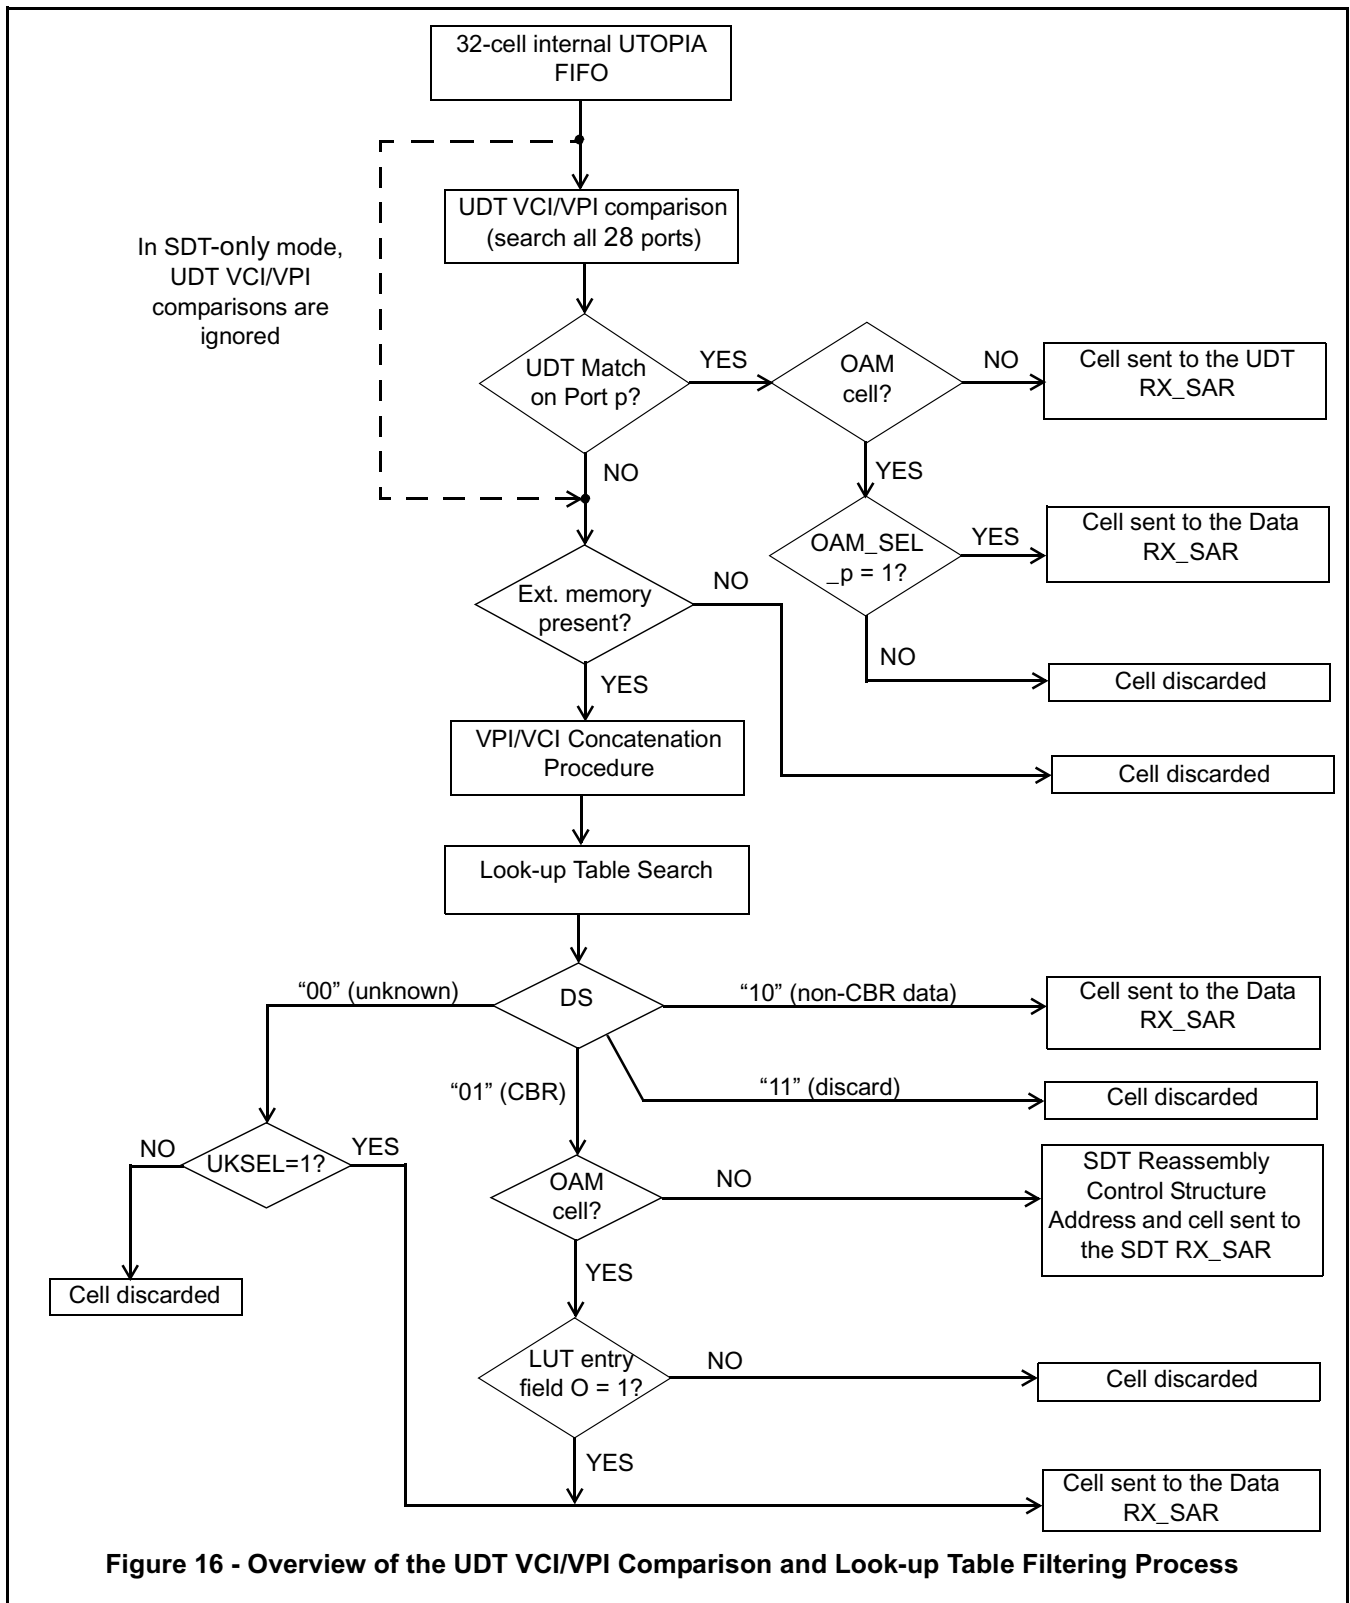 32-cell internal UTOPIA
FIFO
UDT VCI/VPI comparison
(search all 28 ports)
In SDT-only mode,
UDT VCI/VPI
comparisons are
ignored
UDT Match
on Port p?
YES
OAM
cell?
NO
Cell sent to the UDT
RX_SAR
NO
YES
OAM_SEL
_p = 1?
YES
Cell sent to the Data
RX_SAR
Ext. memory
present?
NO
NO
Cell discarded
YES
VPI/VCI Concatenation
Procedure
Cell discarded
Look-up Table Search
“00” (unknown)
DS
“10” (non-CBR data)
Cell sent to the Data
RX_SAR
“01” (CBR)
“11” (discard)
Cell discarded
NO
UKSEL=1?
YES
OAM
cell?
NO
SDT Reassembly
Control Structure
Address and cell sent to
the SDT RX_SAR
YES
Cell discarded
LUT entry
field O = 1?
NO
Cell discarded
YES
Cell sent to the Data
RX_SAR
Figure 16 - Overview of the UDT VCI/VPI Comparison and Look-up Table Filtering Process